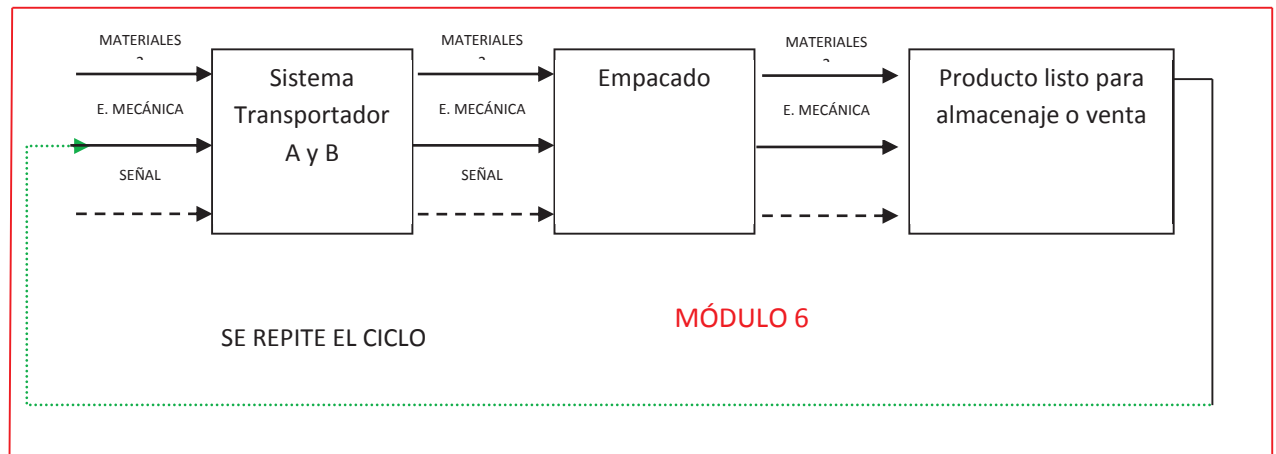 MATERIALES
E. MECÁNICA
SEÑAL
Sistema
Transportador
A y B
MATERIALES
E. MECÁNICA
SEÑAL
Empacado
MATERIALES
E. MECÁNICA
Producto listo para
almacenaje o venta
SE REPITE EL CICLO
MÓDULO 6